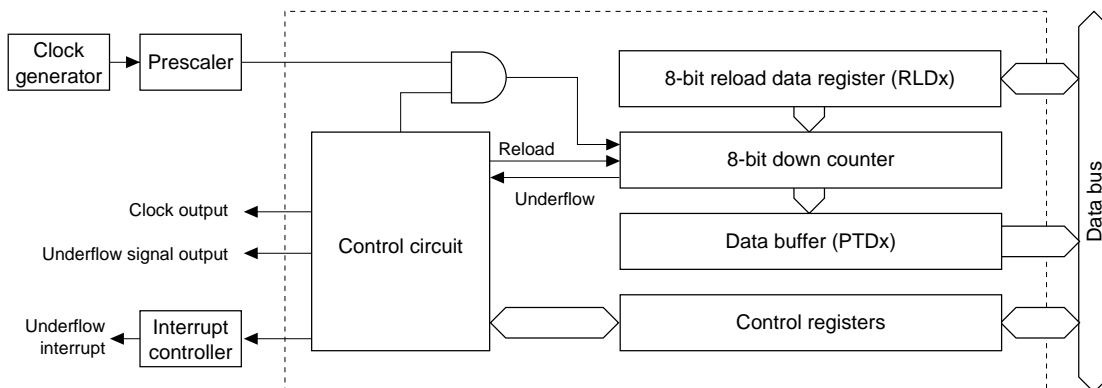 Clock
generator
Prescaler
8-bit reload data register (RLDx)
Reload
8-bit down counter
Underflow
Clock output
Control circuit
Data buffer (PTDx)
Underflow signal output
Underflow
interrupt
Interrupt
controller
Control registers
Data bus